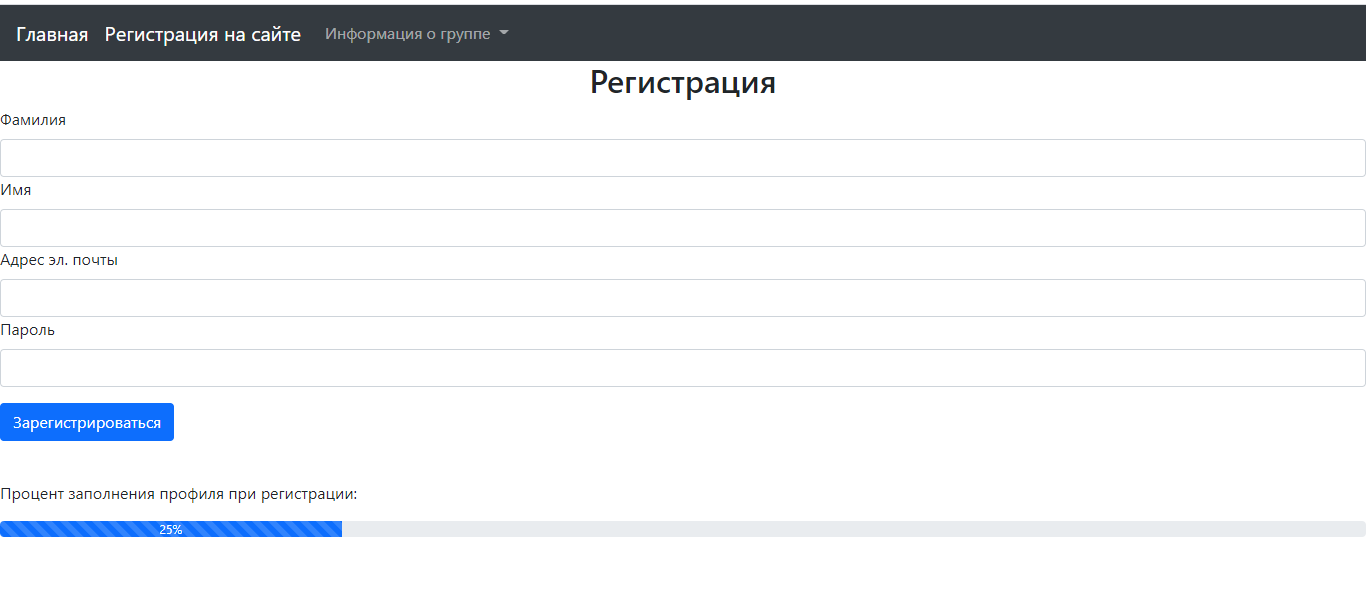 Главная Регистрация на сайте Информация о группе
Регистрация
Фамилия
Имя
Адрес эл. почты
Пароль
Зарегистрироваться
Процент заполнения профиля при регистрации:
25%